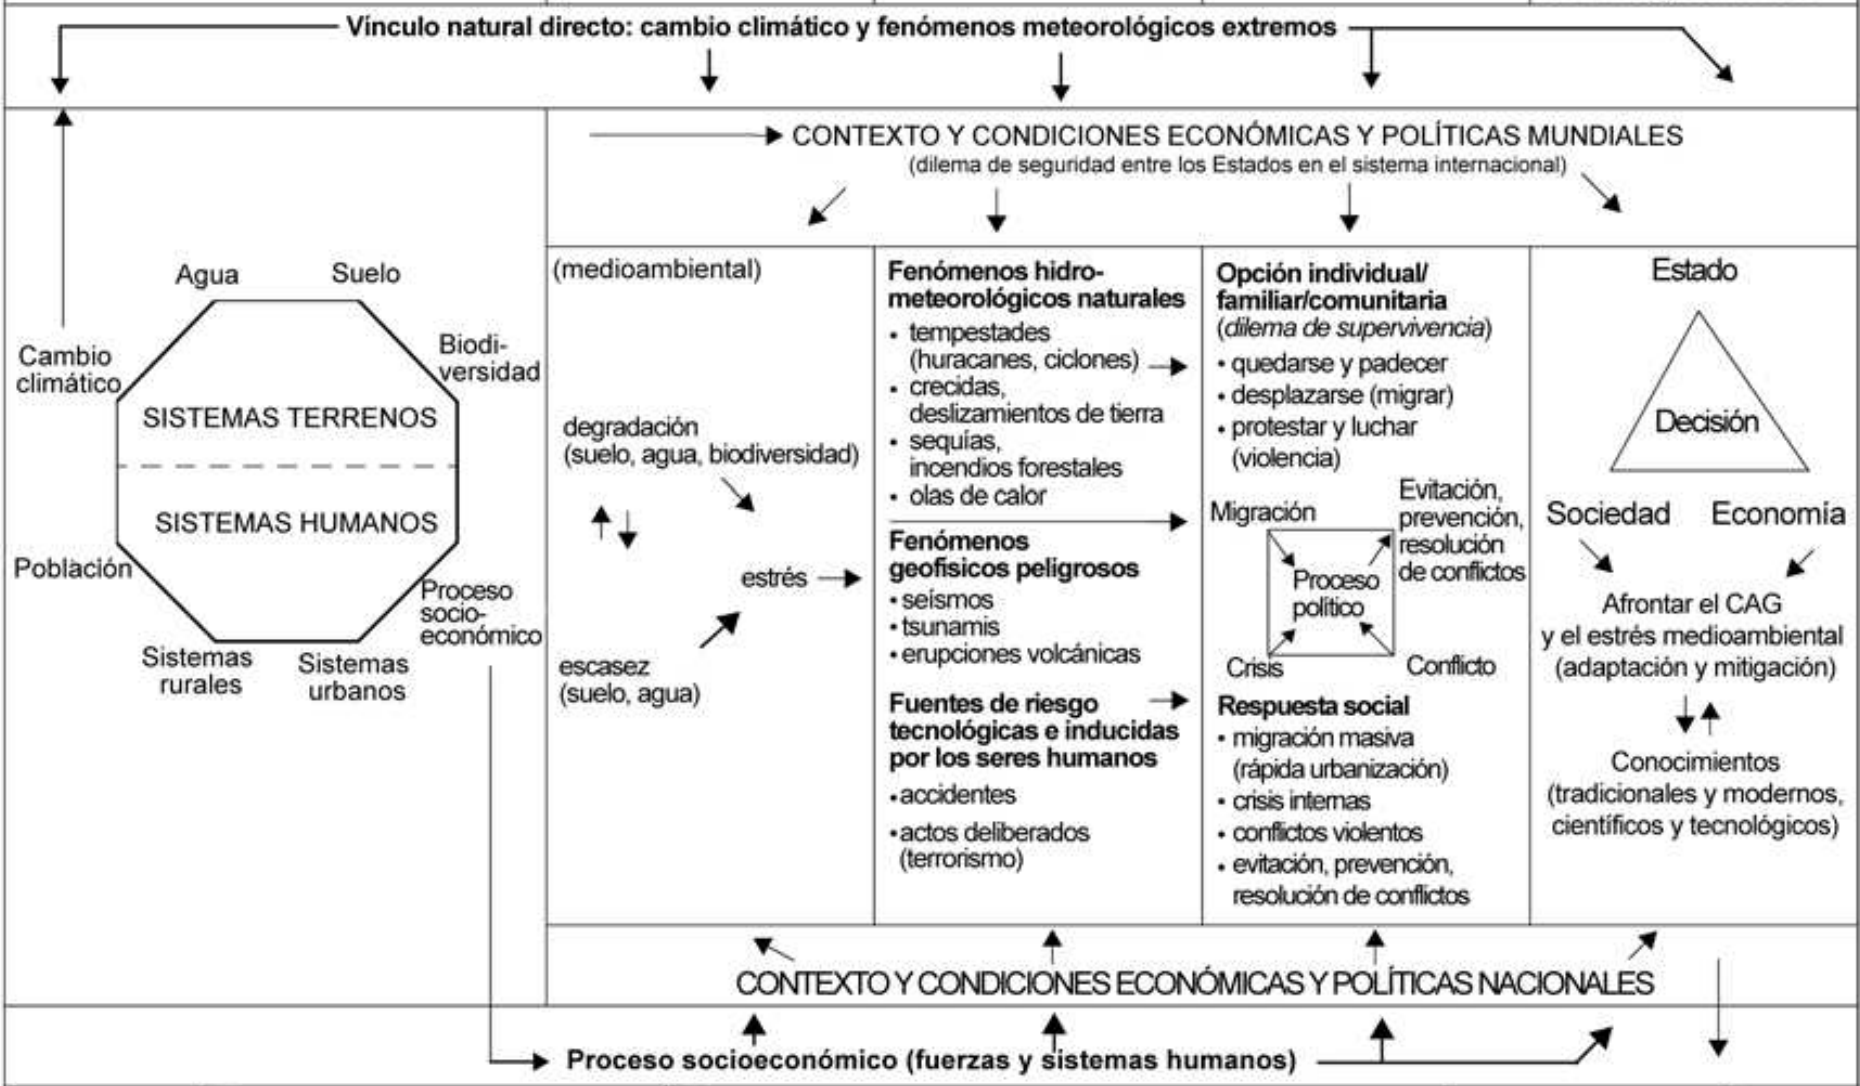 Vínculo natural directo: cambio climático y fenómenos meteorológicos extremos
CONTEXTO Y CONDICIONES ECONÓMICAS Y POLÍTICAS MUNDIALES
(dilema de seguridad entre los Estados en el sistema internacional)
Agua
Suelo
Cambio
climático
Biodi-
versidad
SISTEMAS TERRENOS
SISTEMAS HUMANOS
Población
Proceso
socio-
económico
Sistemas
rurales
Sistemas
urbanos
(medioambiental)
degradación
(suelo, agua, biodiversidad)
estrés
escasez
(suelo, agua)
Fenómenos hidro-
meteorológicos naturales
• tempestades
(huracanes, ciclones)
• crecidas,
deslizamientos de tierra
• sequías,
incendios forestales
• olas de calor
Fenómenos
geofisicos peligrosos
• seísmos
• tsunamis
• erupciones volcánicas
Fuentes de riesgo
tecnológicas e inducidas
por los seres humanos
• accidentes
• actos deliberados
(terrorismo)
Opción individual/
familiar/comunitaria
(dilema de supervivencia)
• quedarse y padecer
• desplazarse (migrar)
• protestar y luchar
(violencia)
Migración
Evitación,
prevención,
resolución
de conflictos
Proceso
político
Crisis
Conflicto
Respuesta social
• migración masiva
(rápida urbanización)
• crisis internas
• conflictos violentos
• evitación, prevención,
resolución de conflictos
Estado
Decisión
Sociedad
Economía
Afrontar el CAG
y el estrés medioambiental
(adaptación y mitigación)
Conocimientos
(tradicionales y modernos,
científicos y tecnológicos)
CONTEXTO Y CONDICIONES ECONÓMICAS Y POLÍTICAS NACIONALES
Proceso socioeconómico (fuerzas y sistemas humanos)